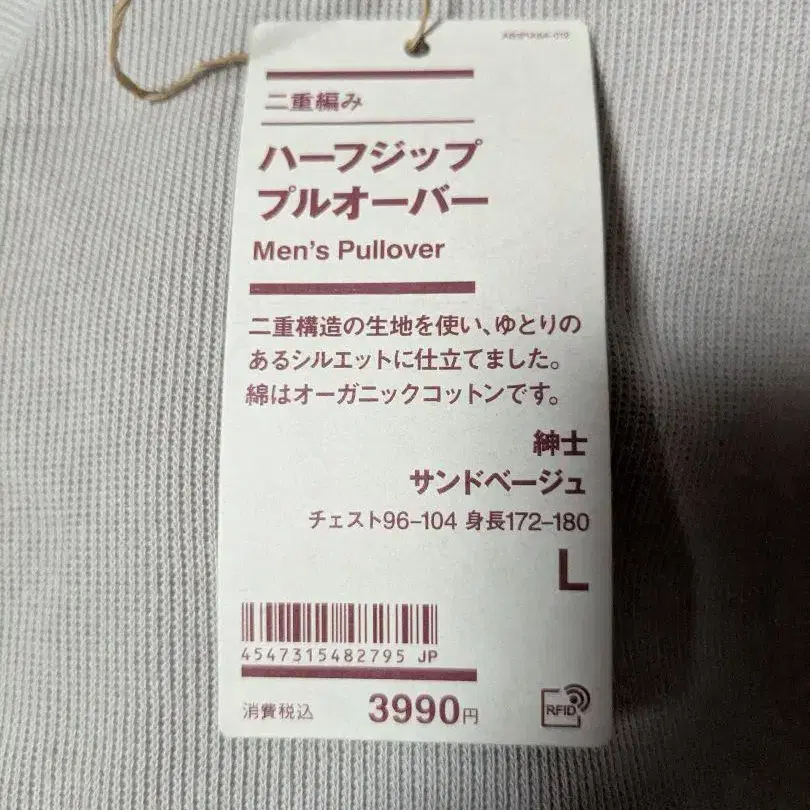 二重編み
ハーフジップ
プルオーバー
Men's Pullover
二重構造の生地を使い、ゆとりの
あるシルエットに仕立てました。
綿はオーガニックコットンです。
紳士
サンドベージュ
チェスト96–104 身長172–180
L
4547315482795 JP
消費税込 3990円
RFID